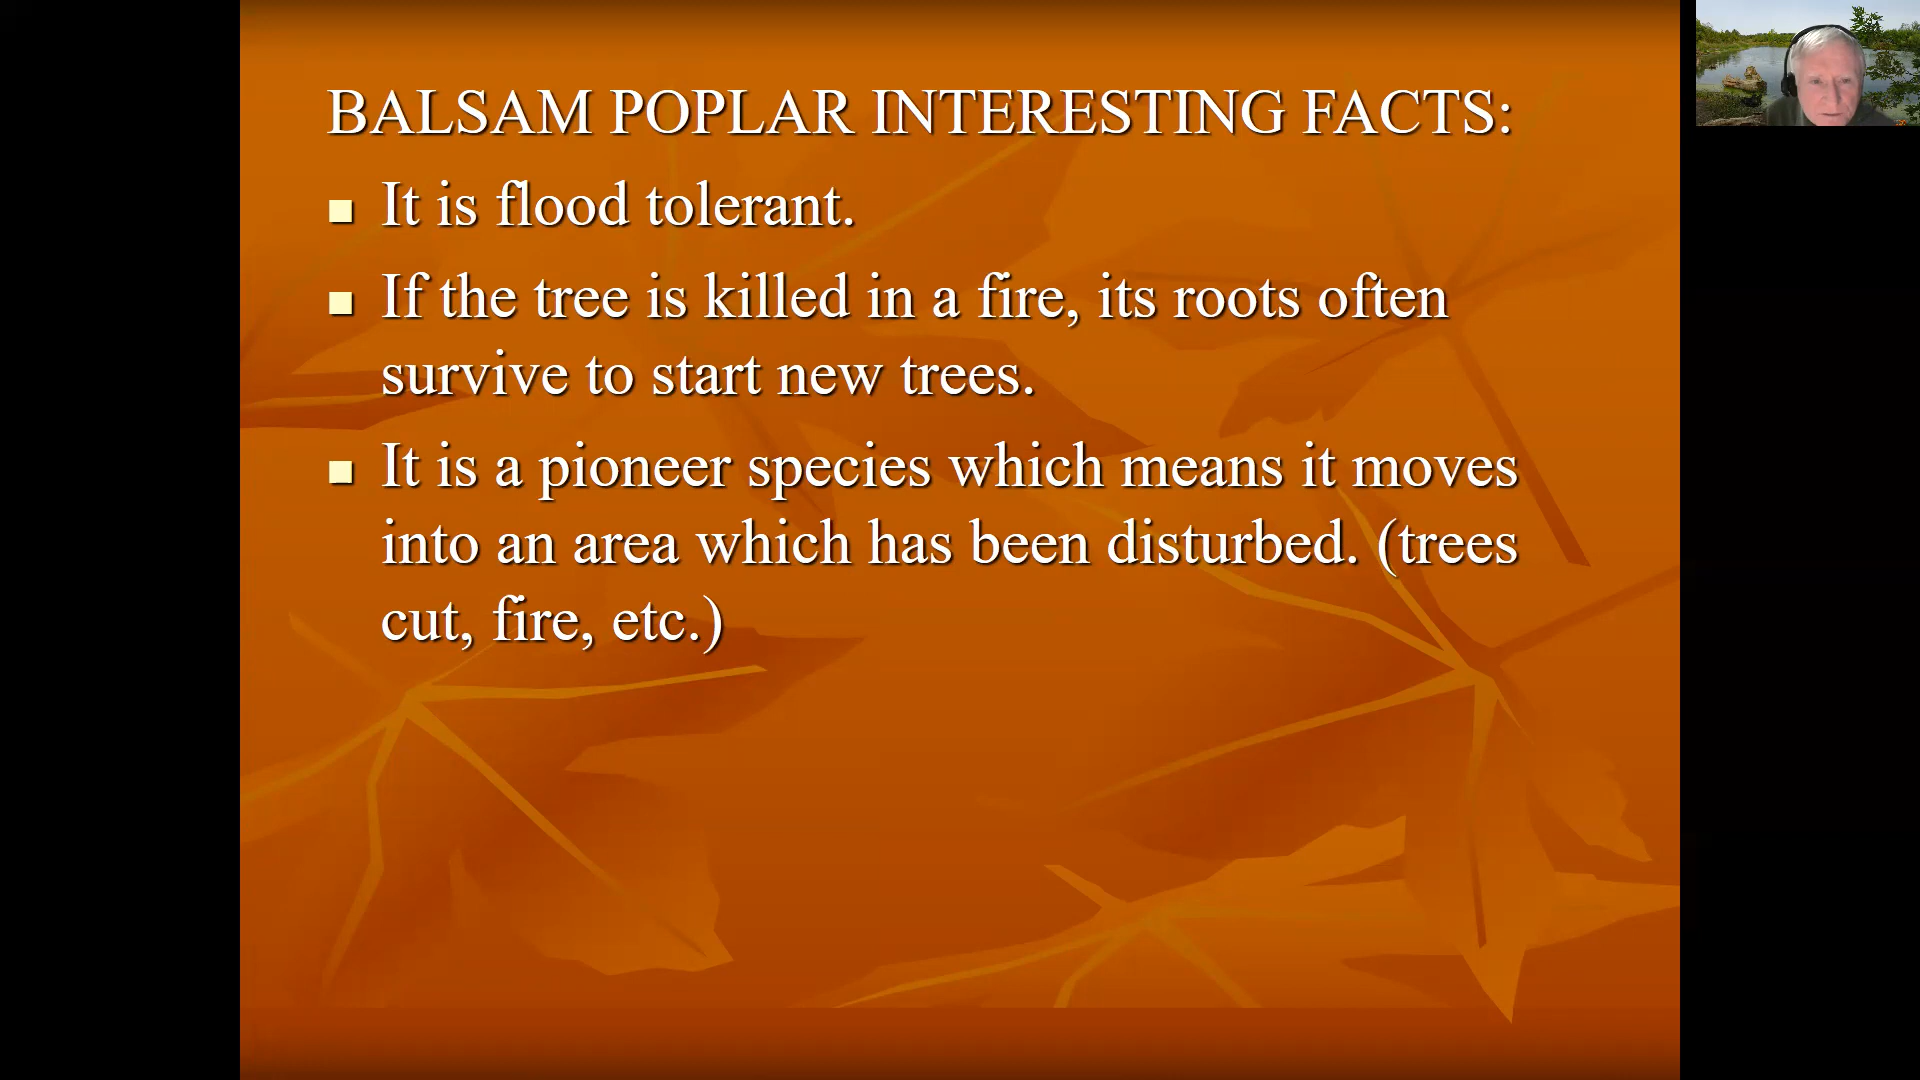 BALSAM POPLAR INTERESTING FACTS:
It is flood tolerant.
If the tree is killed in a fire, its roots often
survive to start new trees.
It is a pioneer species which means it moves
into an area which has been disturbed. (trees
cut, fire, etc.)